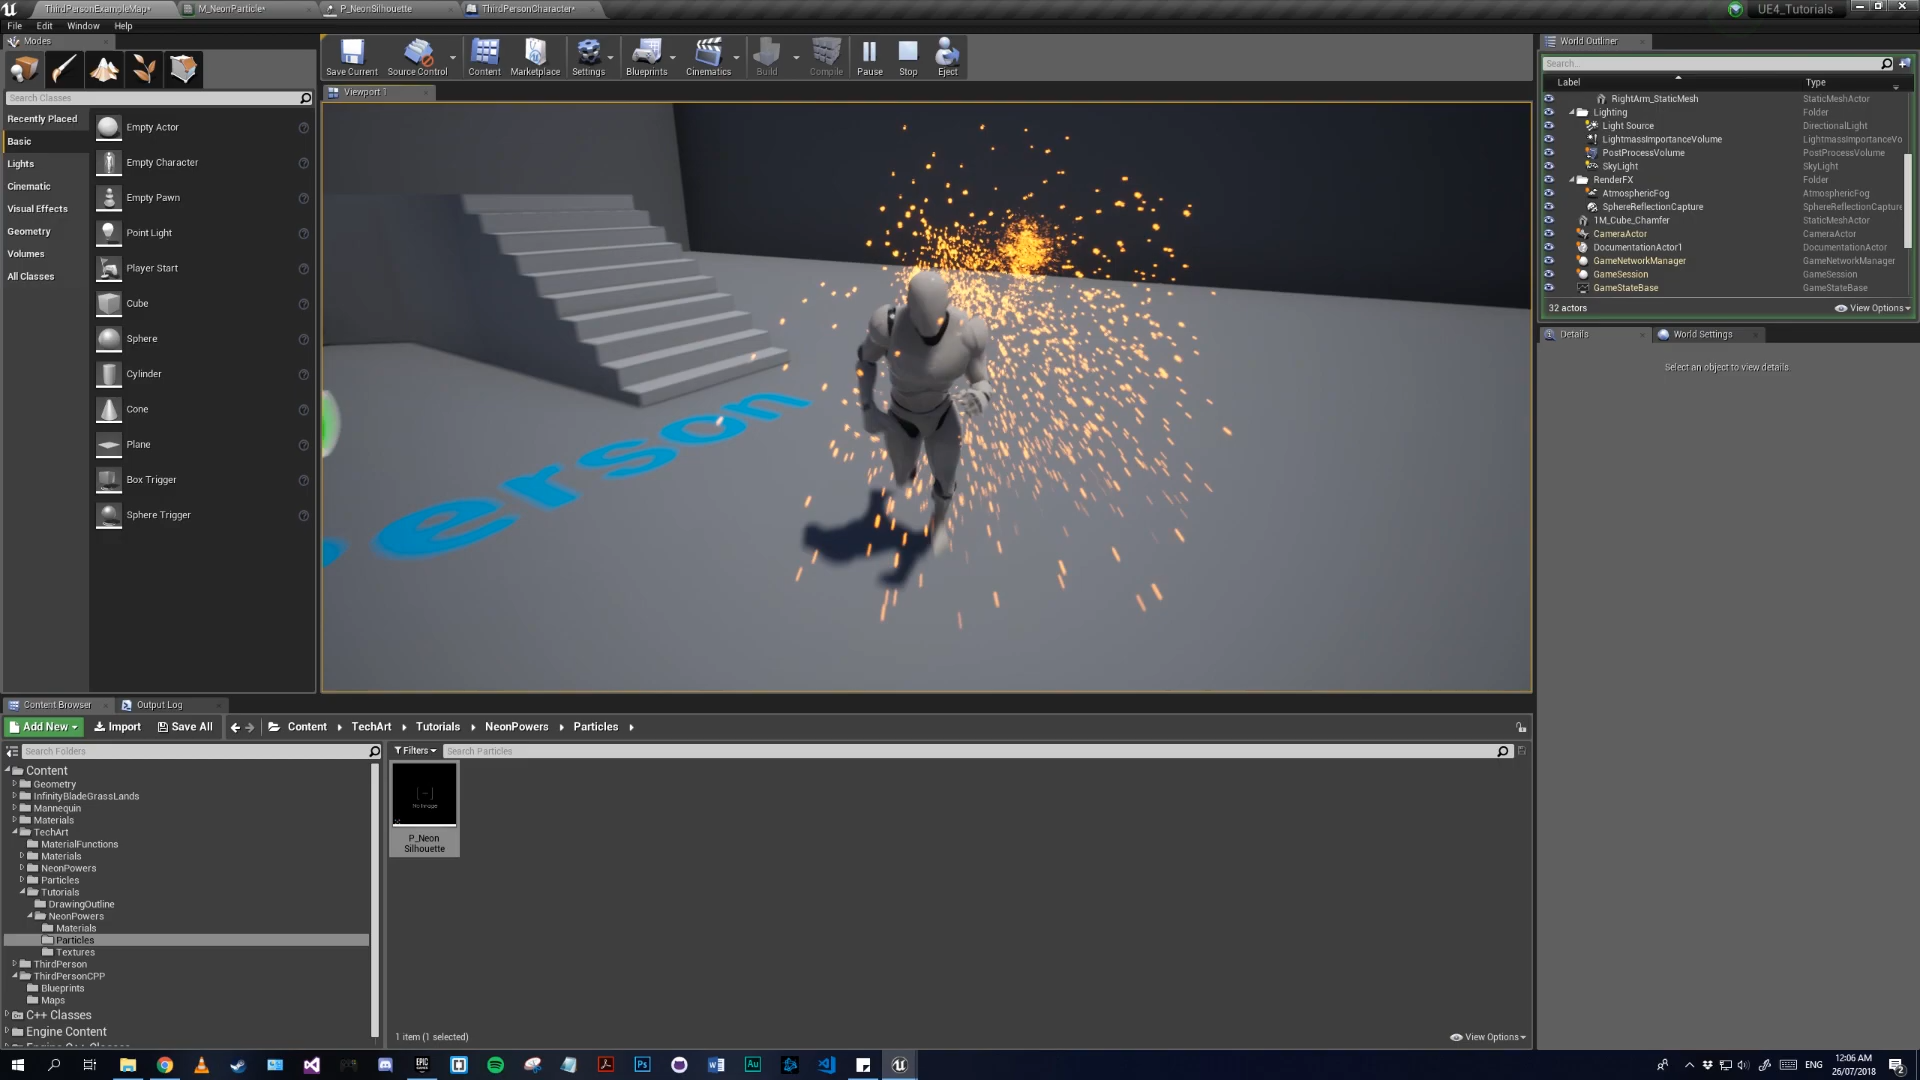 ThirdPersonExampleMap*
M_NeonParticle*
P_NeonSilhouette
ThirdPersonCharacter*
UE4_Tutorials
File
Edit
Window
Help
Modes
Search Classes
Recently Placed
Basic
Lights
Cinematic
Visual Effects
Geometry
Volumes
All Classes
Empty Actor
Empty Character
Empty Pawn
Point Light
Player Start
Cube
Sphere
Cylinder
Cone
Plane
Box Trigger
Sphere Trigger
Save Current
Source Control
Content
Marketplace
Settings
Blueprints
Cinematics
Build
Compile
Pause
Stop
Eject
Viewport 1
erson
World Outliner
Search...
Label
Type
RightArm_StaticMesh
StaticMeshActor
Lighting
Folder
Light Source
DirectionalLight
LightmassImportanceVolume
LightmassImportanceVo
PostProcessVolume
PostProcessVolume
SkyLight
SkyLight
RenderFX
Folder
AtmosphericFog
AtmosphericFog
SphereReflectionCapture
SphereReflectionCapture
1M_Cube_Chamfer
StaticMeshActor
CameraActor
CameraActor
DocumentationActor1
DocumentationActor
GameNetworkManager
GameNetworkManager
GameSession
GameSession
GameStateBase
GameStateBase
32 actors
View Options
Details
World Settings
Select an object to view details
Content Browser
Output Log
Add New
Import
Save All
Content
TechArt
Tutorials
NeonPowers
Particles
Search Folders
Filters
Search Particles
Content
Geometry
InfinityBladeGrassLands
Mannequin
Materials
TechArt
MaterialFunctions
Materials
NeonPowers
Particles
Tutorials
DrawingOutline
NeonPowers
Materials
Particles
Textures
ThirdPerson
ThirdPersonCPP
Blueprints
Maps
C++ Classes
Engine Content
No Image
P_Neon
Silhouette
1 item (1 selected)
View Options
ENG
12:06 AM
26/07/2018